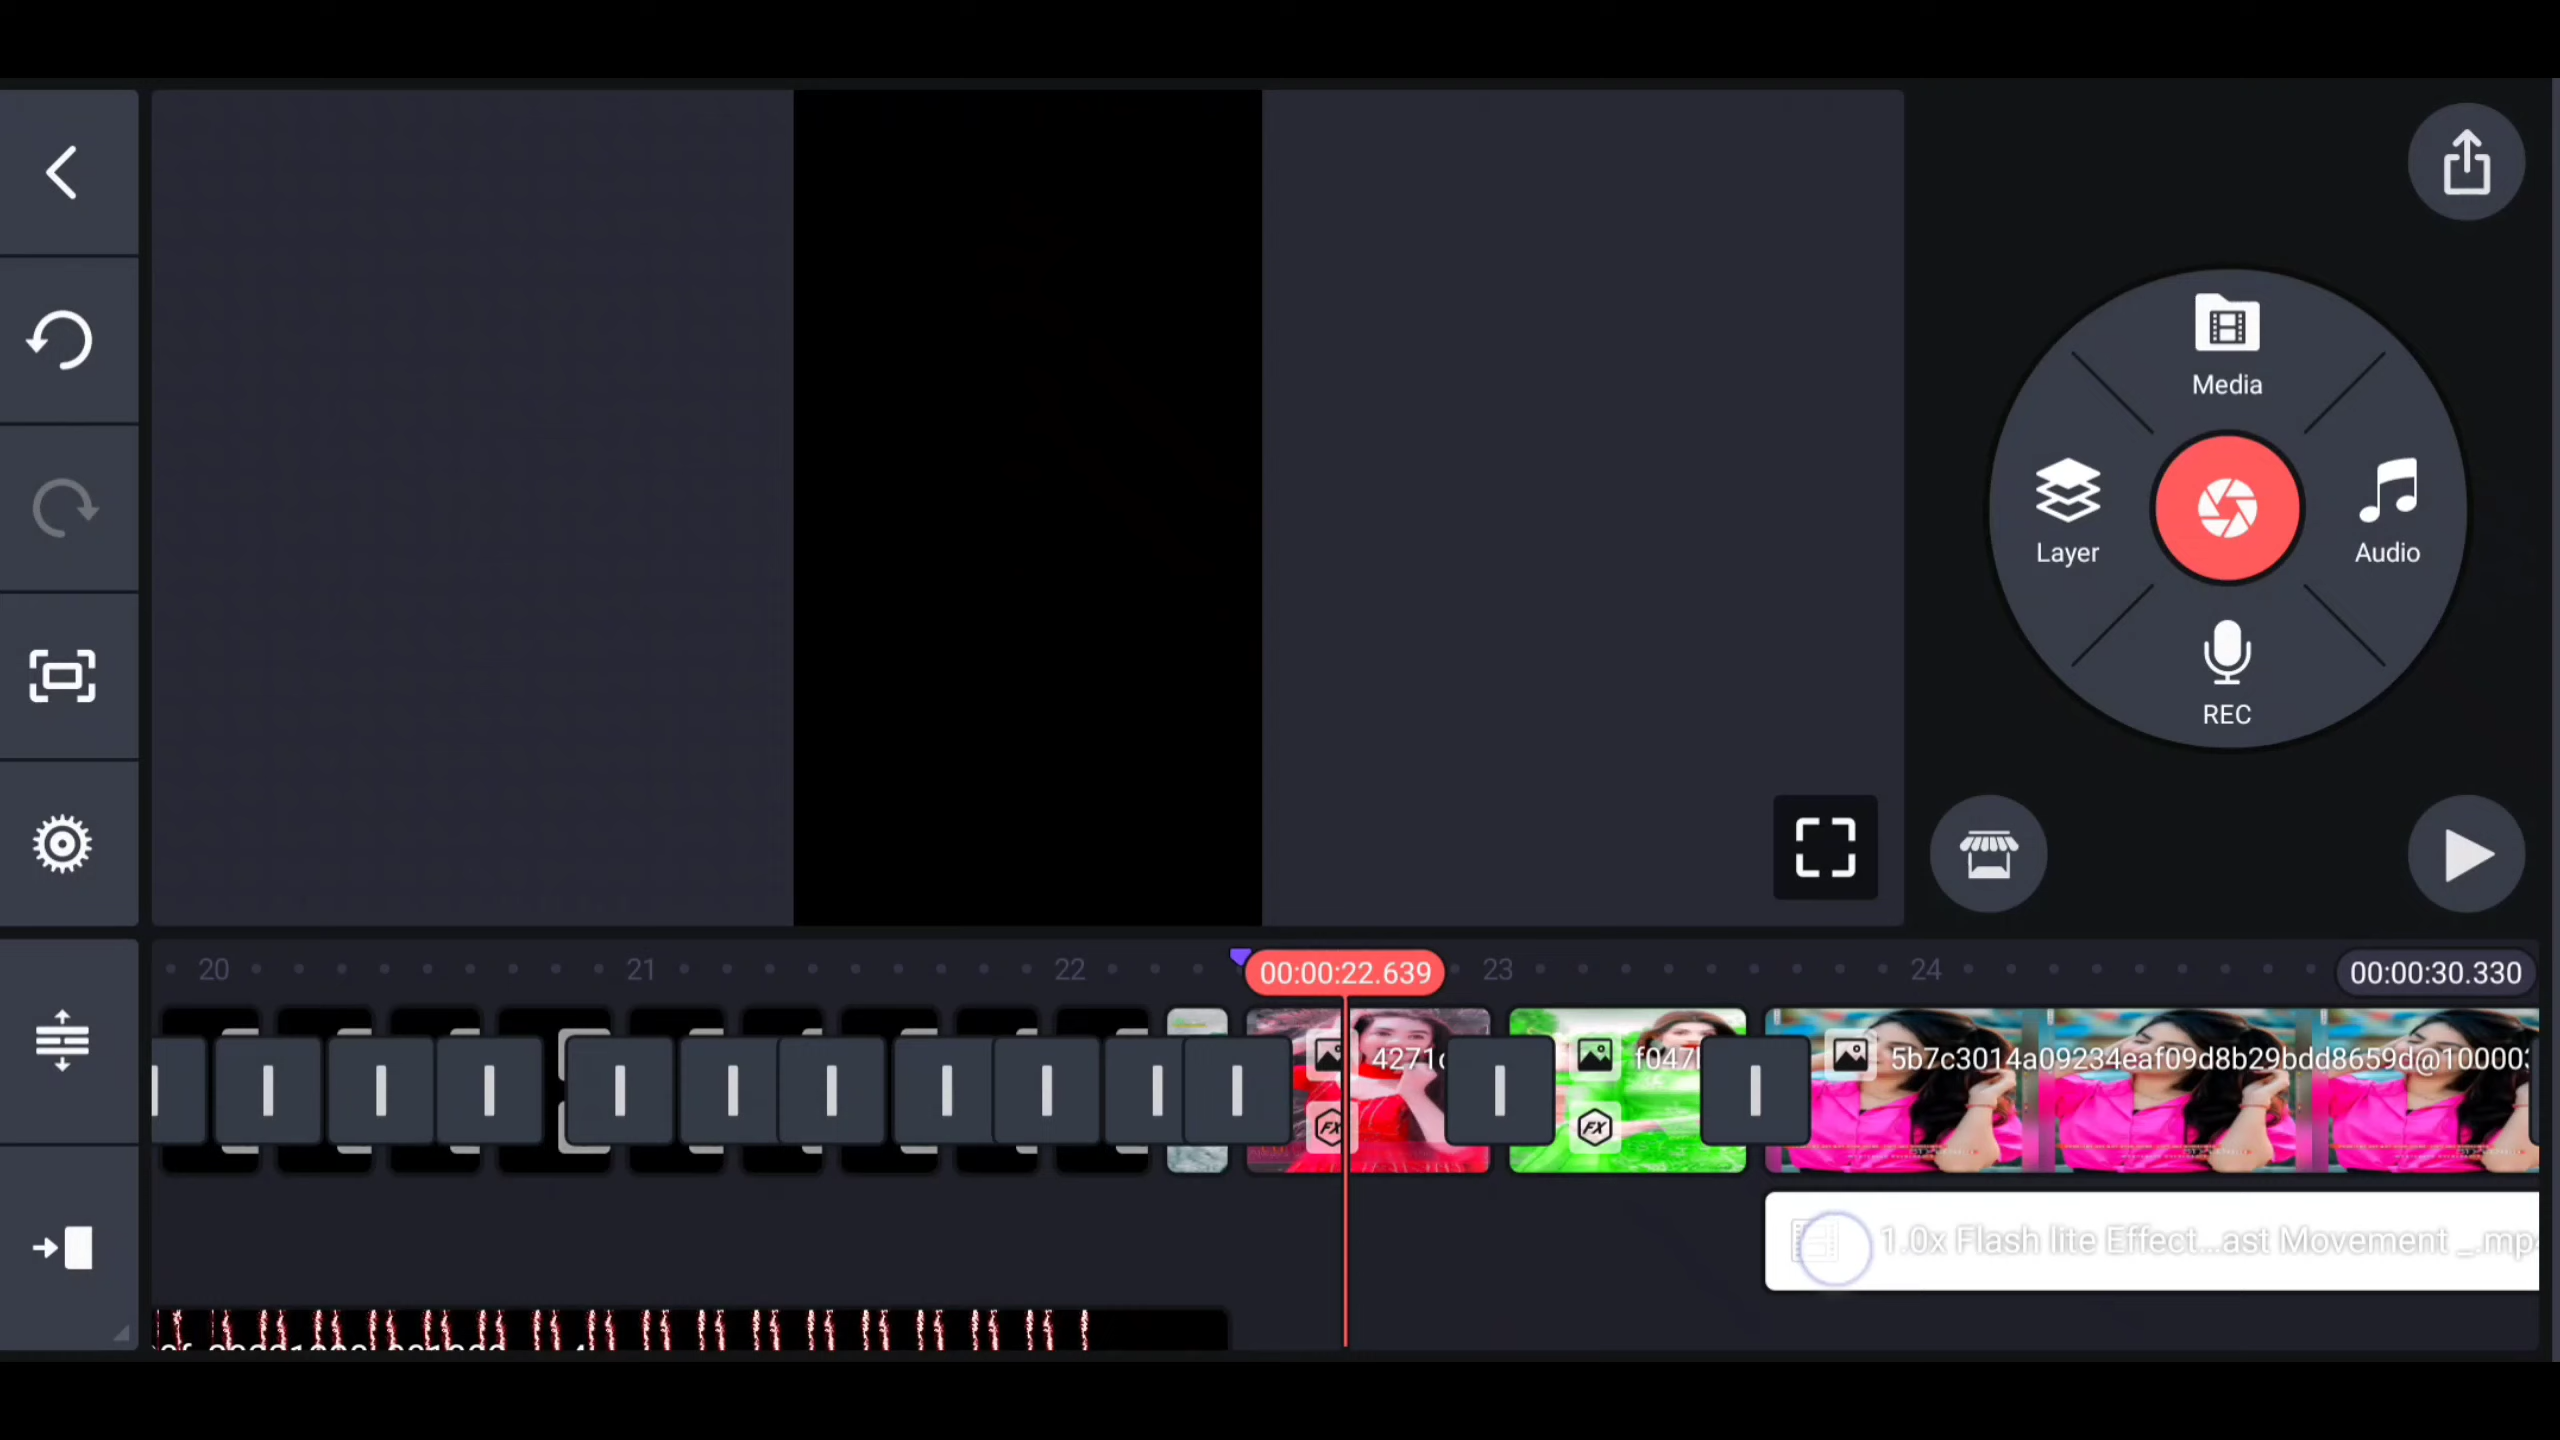 Media
Layer
Audio
REC
20
21
22
00:00:22.639
23
24
00:00:30.330
4271
f047
5b7c3014a09234eaf09d8b29bdd8659d@10000
1.0x Flash lite Effect...ast Movement _.mp